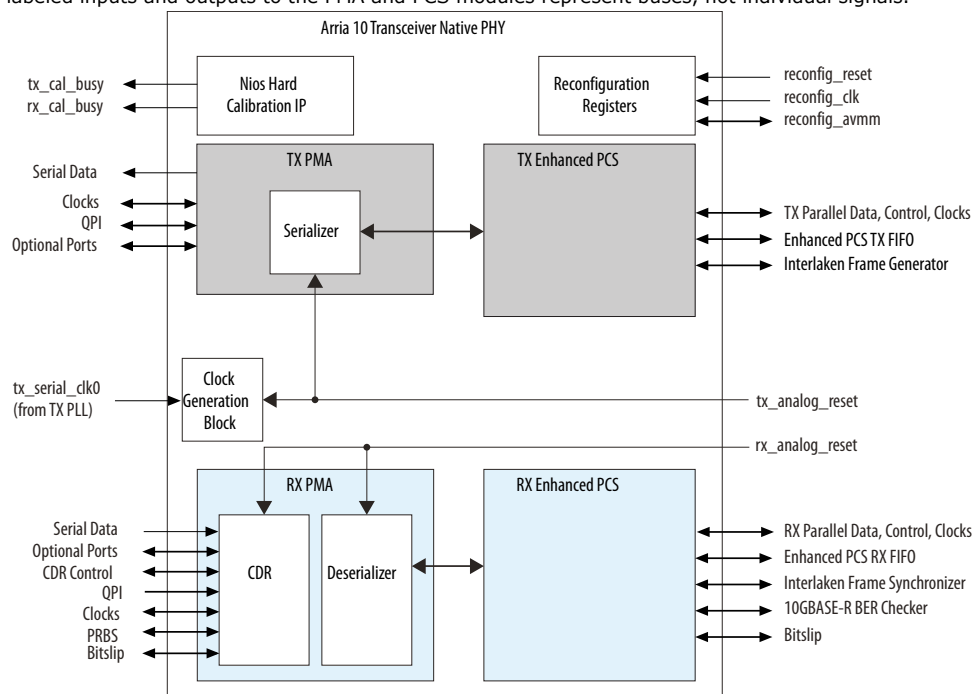 labeled inputs and outputs to the PMA and PCS modules represent buses, not individual signals.
Arria 10 Transceiver Native PHY
tx_cal_busy
rx_cal_busy
Nios Hard
Calibration IP
Reconfiguration
Registers
reconfig_reset
reconfig_clk
reconfig_avmm
TX PMA
TX Enhanced PCS
Serial Data
Clocks
QPI
Optional Ports
Serializer
TX Parallel Data, Control, Clocks
Enhanced PCS TX FIFO
Interlaken Frame Generator
tx_serial_clk0
(from TX PLL)
Clock
Generation
Block
tx_analog_reset
rx_analog_reset
RX PMA
RX Enhanced PCS
Serial Data
Optional Ports
CDR Control
QPI
Clocks
PRBS
Bitslip
CDR
Deserializer
RX Parallel Data, Control, Clocks
Enhanced PCS RX FIFO
Interlaken Frame Synchronizer
10GBASE-R BER Checker
Bitslip